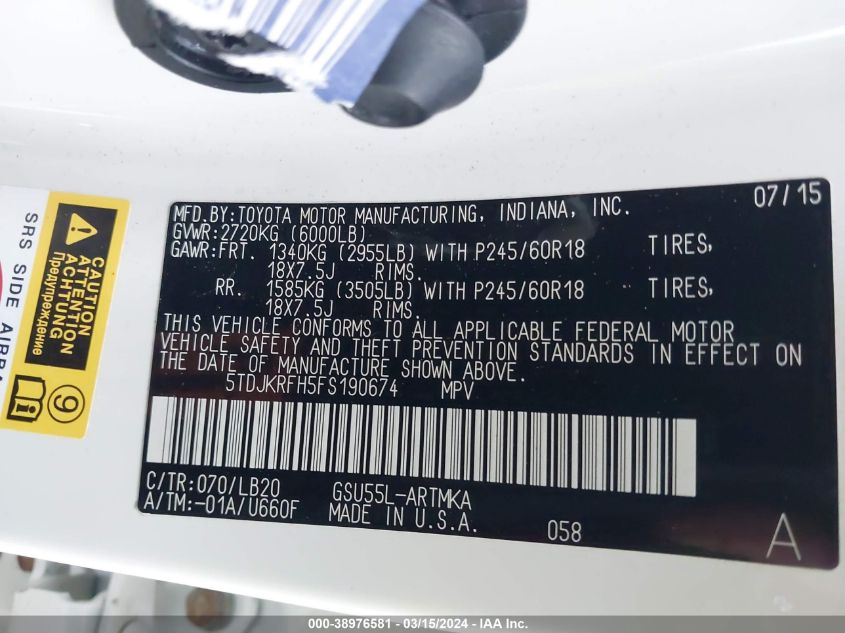 07/15
MFD.BY:TOYOTA MOTOR MANUFACTURING, INDIANA, INC.
GVWR:2720KG (6000LB)
GAWR:FRT. 1340KG (2955LB) WITH P245/60R18 TIRES,
18X7.5J RIMS.
RR. 1585KG (3505LB) WITH P245/60R18 TIRES,
18X7.5J RIMS.
THIS VEHICLE CONFORMS TO ALL APPLICABLE FEDERAL MOTOR
VEHICLE SAFETY AND THEFT PREVENTION STANDARDS IN EFFECT ON
THE DATE OF MANUFACTURE SHOWN ABOVE.
5TDJKRFH5FS190674 MPV
C/TR:070/LB20 GSU55L-ARTMKA
A/TM:-01A/U660F MADE IN U.S.A. 058
A
SRS SIDE AIRBA
CAUTION
ATTENTION
ACHTUNG
Предупреждение
i
9
000-38976581 - 03/15/2024 - IAA Inc.